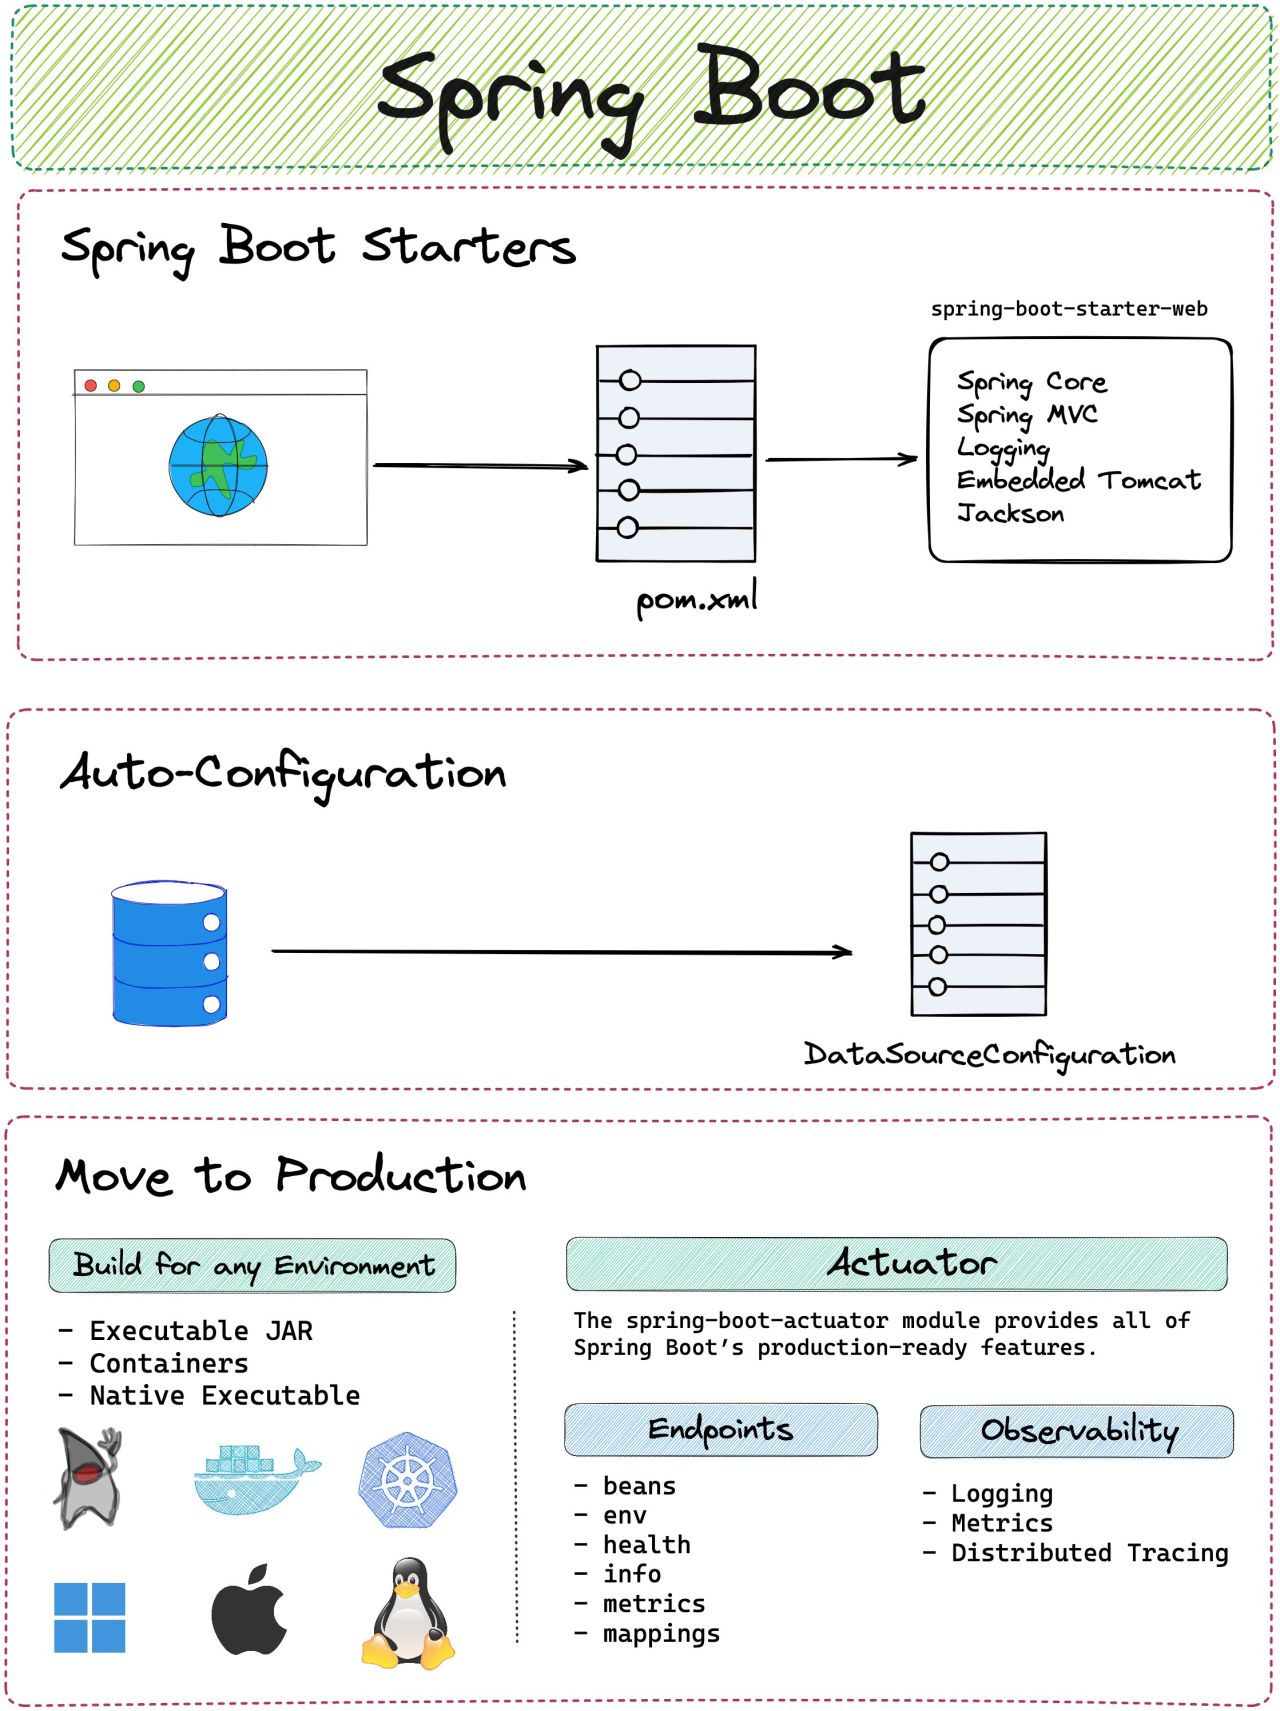 Spring Boot
Spring Boot Starters
spring-boot-starter-web
Spring Core
Spring MVC
Logging
Embedded Tomcat
Jackson
pom.xml
Auto-Configuration
DataSourceConfiguration
Move to Production
Build for any Environment
- Executable JAR
- Containers
- Native Executable
Actuator
The spring-boot-actuator module provides all of
Spring Boot's production-ready features.
Endpoints
- beans
- env
- health
- info
- metrics
- mappings
Observability
- Logging
- Metrics
- Distributed Tracing